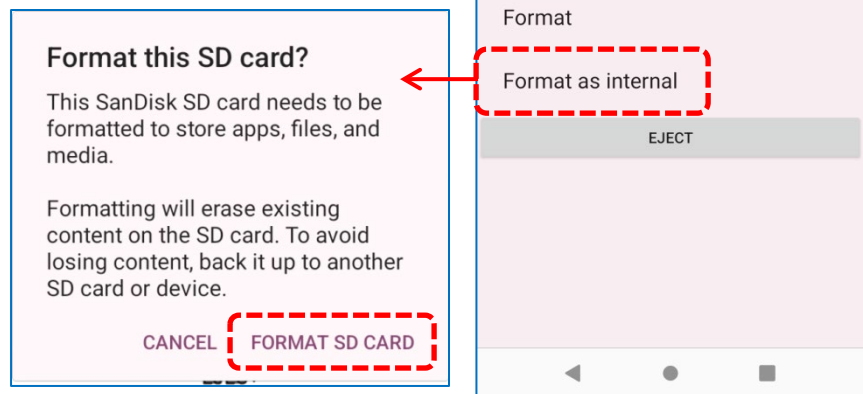 Format this SD card?
This SanDisk SD card needs to be
formatted to store apps, files, and
media.
Formatting will erase existing
content on the SD card. To avoid
losing content, back it up to another
SD card or device.
CANCEL FORMAT SD CARD
Format
Format as internal
EJECT